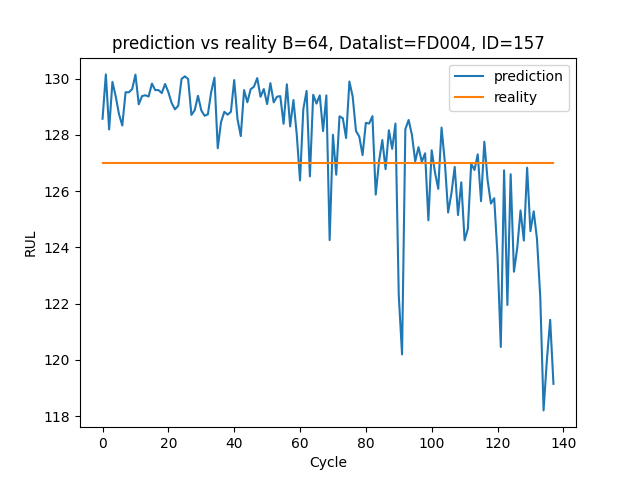 prediction vs reality B=64, Datalist=FD004, ID=157
prediction
reality
130
128
126
124
122
120
118
RUL
0 20 40 60 80 100 120 140
Cycle